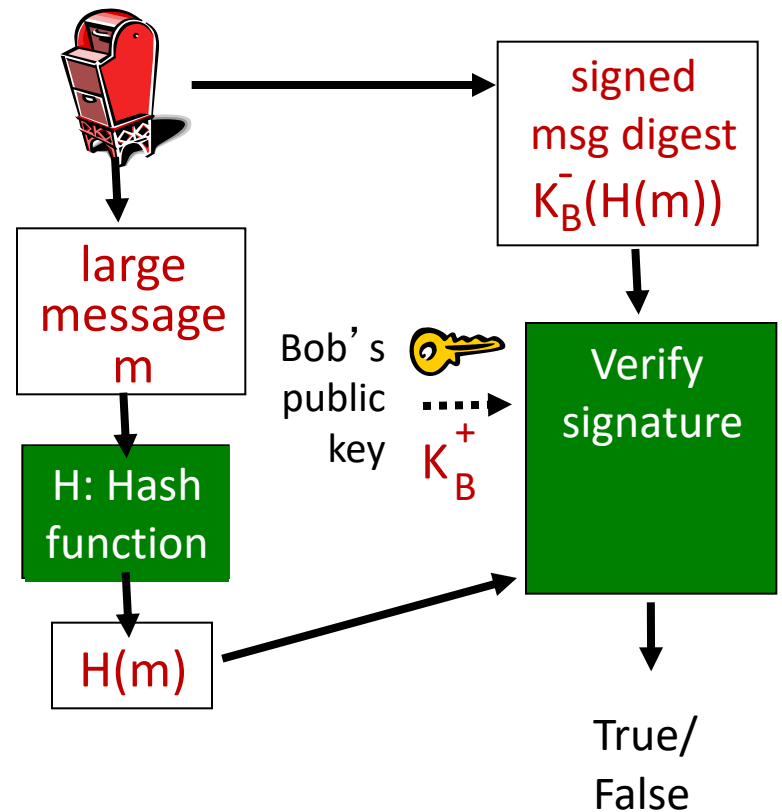 signed
msg digest
K_B^-(H(m))
large
message
m
Bob's
public
key
K_B^+
Verify
signature
H: Hash
function
H(m)
True/
False